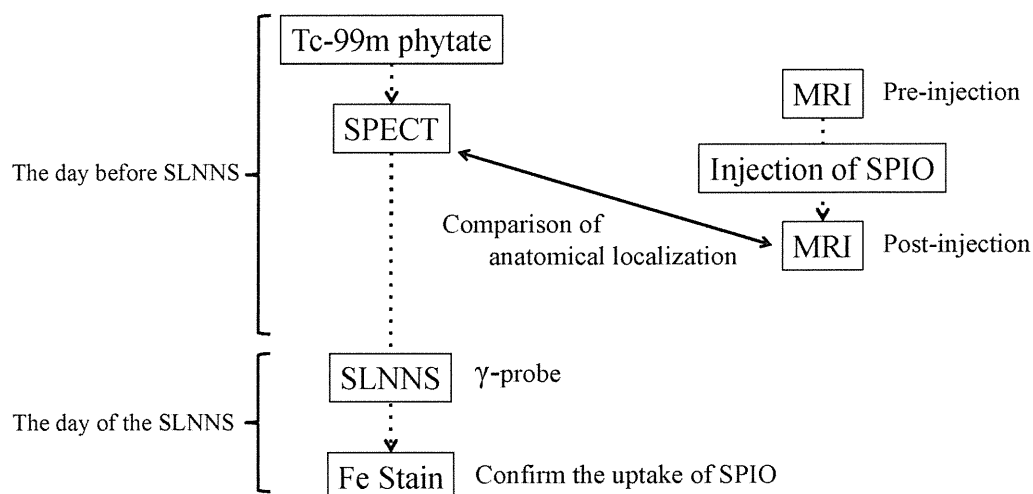 Tc-99m phytate
MRI
Pre-injection
SPECT
The day before SLNNS
Injection of SPIO
Comparison of
anatomical localization
MRI
Post-injection
SLNNS
γ-probe
The day of the SLNNS
Fe Stain
Confirm the uptake of SPIO